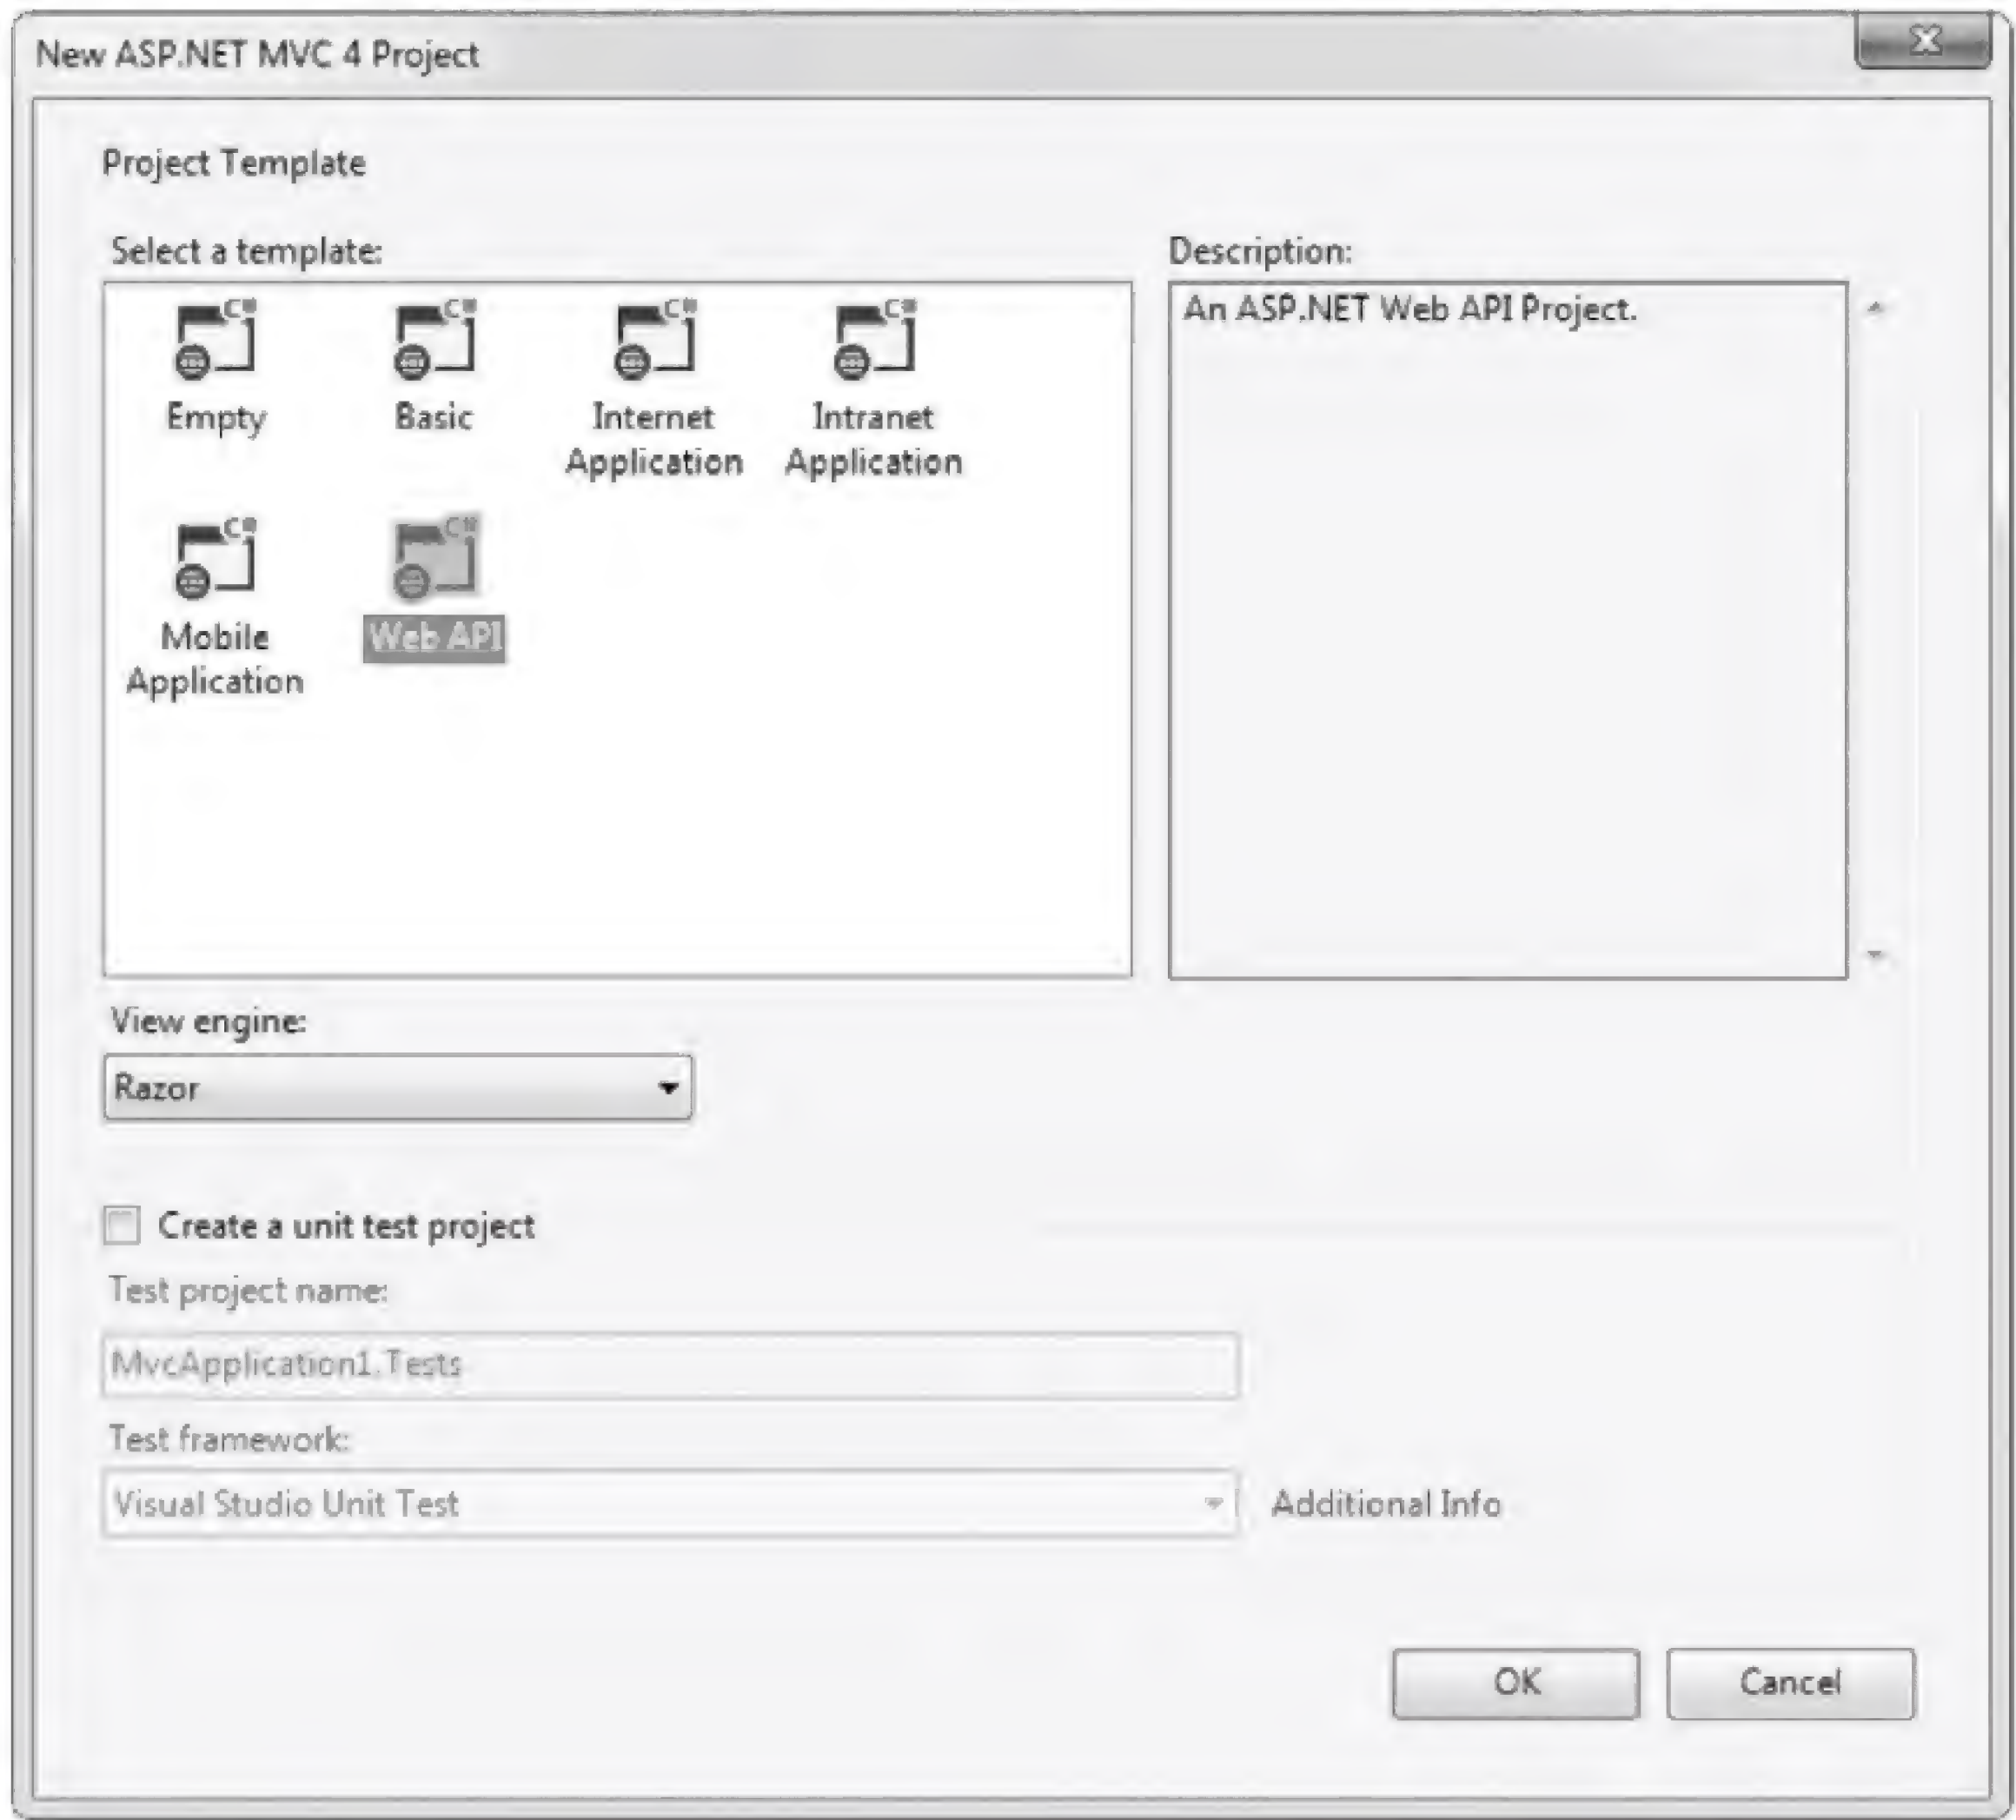 New ASP.NET MVC 4 Project
Project Template
Select a template:
Description:
C#
C#
C#
C#
An ASP.NET Web API Project.
Empty
Basic
Internet
Application
Intranet
Application
C#
C#
Mobile
Application
Web API
View engine:
Razor
Create a unit test project
Test project name:
MvcApplication1.Tests
Test framework:
Visual Studio Unit Test
Additional Info
OK
Cancel